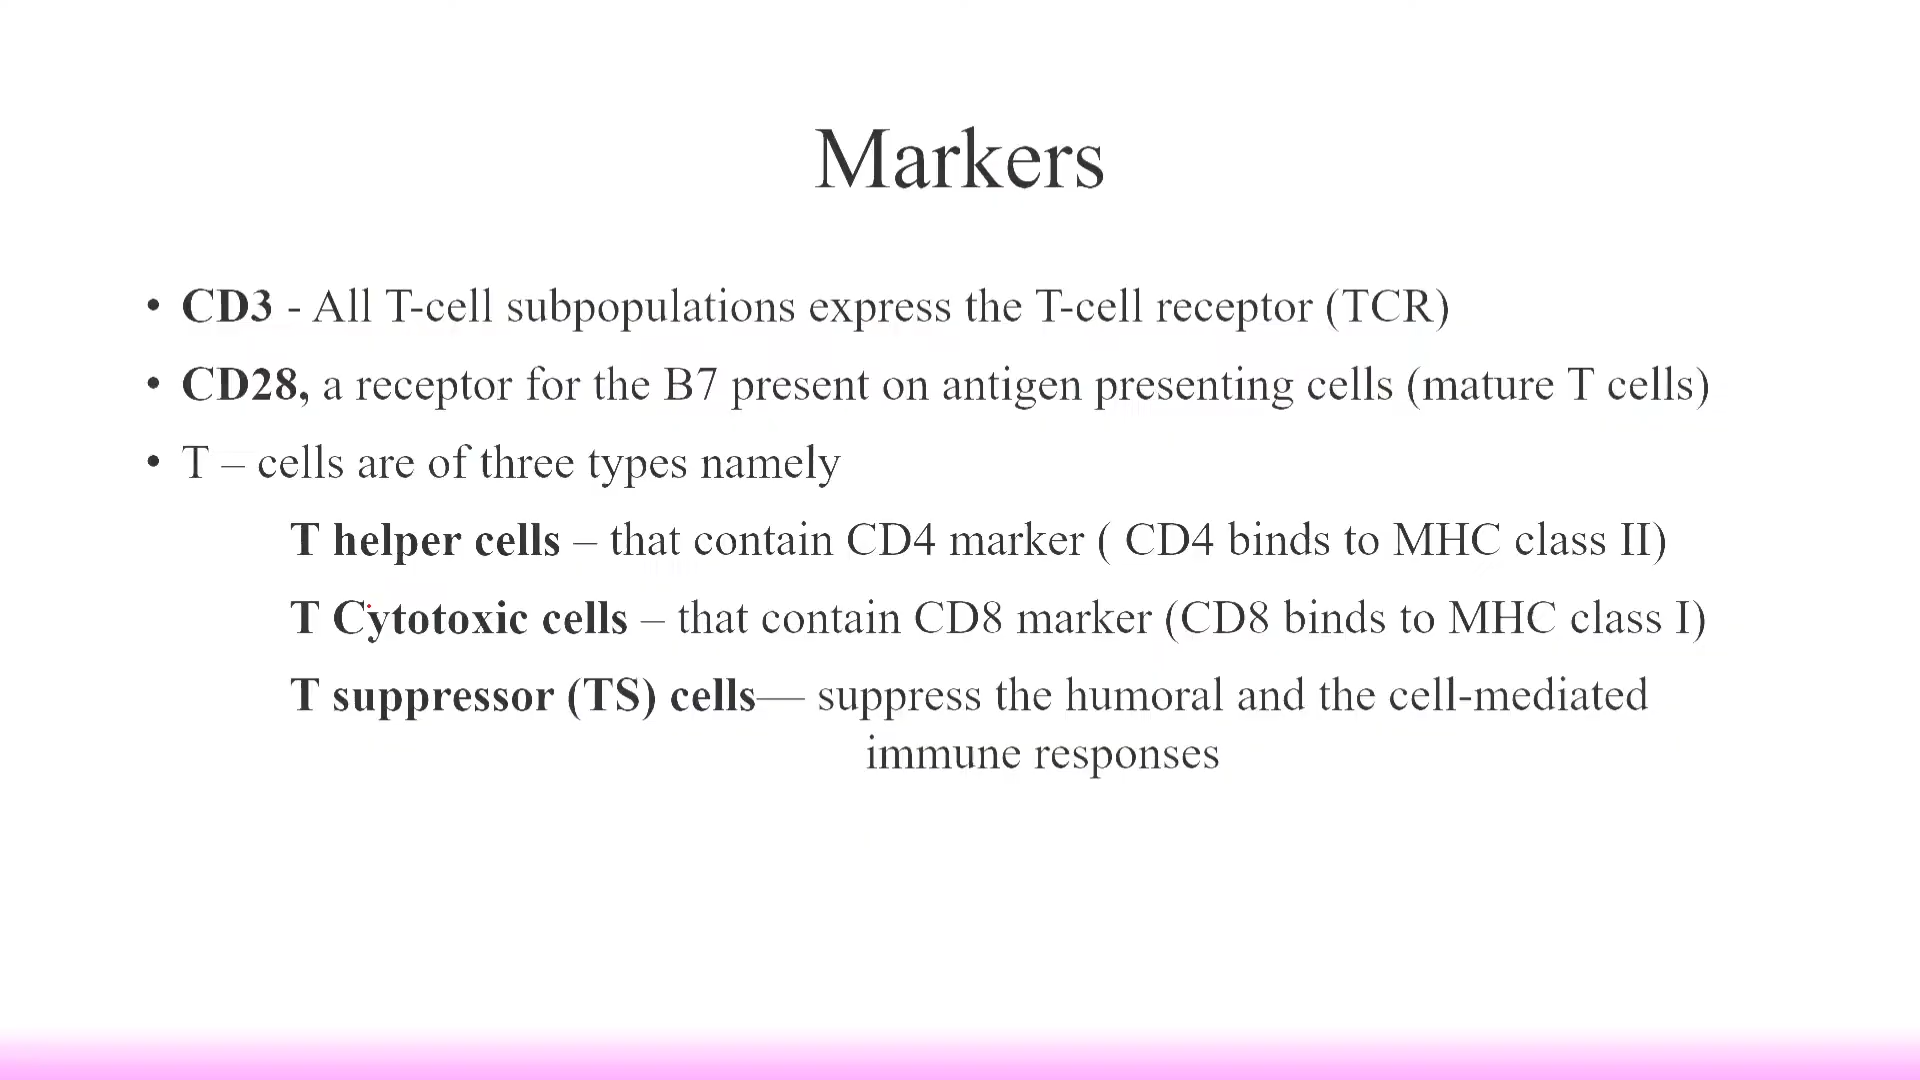 Markers
• CD3 - All T-cell subpopulations express the T-cell receptor (TCR)
• CD28, a receptor for the B7 present on antigen presenting cells (mature T cells)
• T – cells are of three types namely
T helper cells – that contain CD4 marker ( CD4 binds to MHC class II)
T Cytotoxic cells – that contain CD8 marker (CD8 binds to MHC class I)
T suppressor (TS) cells— suppress the humoral and the cell-mediated
immune responses